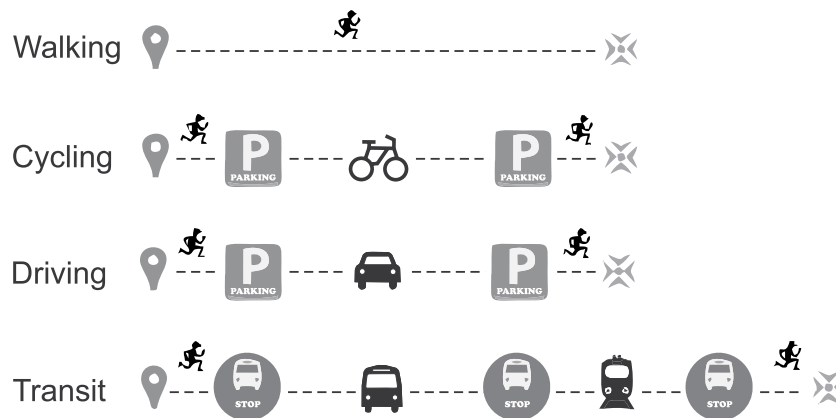 Walking
Cycling
P
PARKING
P
PARKING
Driving
P
PARKING
P
PARKING
Transit
STOP
STOP
STOP